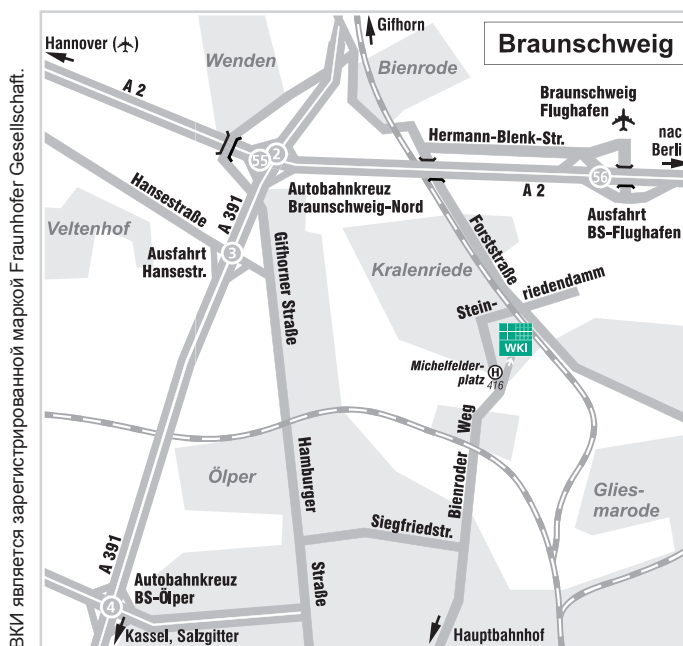 ВКИ является зарегистрированной маркой Fraunhofer Gesellschaft.
Gifhorn
Braunschweig
Hannover (✈)
Wenden
Bienrode
A 2
Braunschweig
Flughafen
nac
Berli
Hermann-Blenk-Str.
55
2
A 2
56
Hansestraße
A 391
Autobahnkreuz
Braunschweig-Nord
Ausfahrt
BS-Flughafen
Veltenhof
Ausfahrt
Hansestr.
3
Gifhorner Straße
Kralenriede
Forststraße
Stein-
riedendamm
WKI
Michelfelder-
platz
H
416
Bienroder Weg
Hamburger
Straße
Ölper
Siegfriedstr.
Glies-
marode
A 391
Autobahnkreuz
BS-Ölper
4
Kassel, Salzgitter
Hauptbahnhof